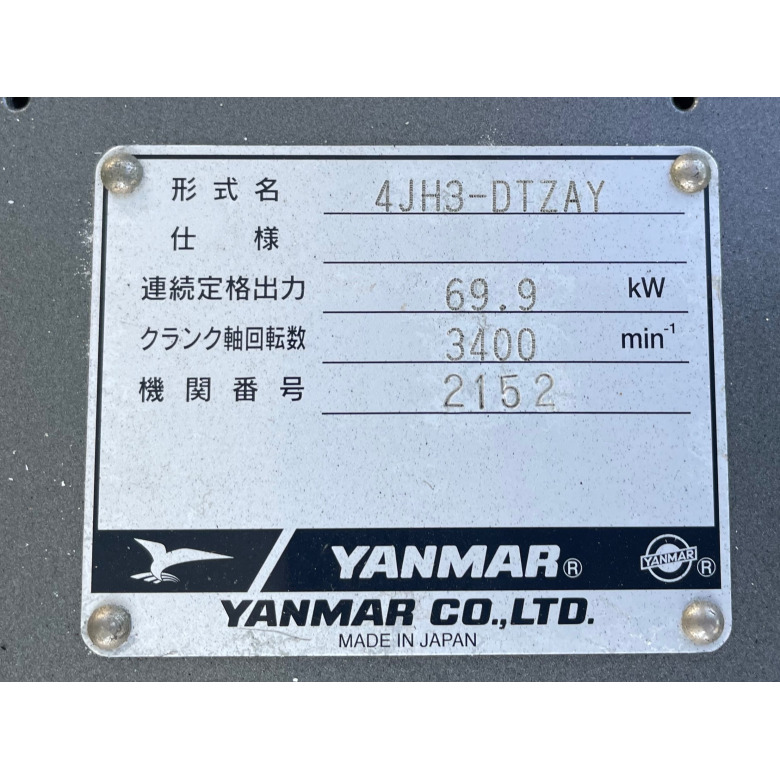 形式名 4JH3-DTZAY
仕様
連続定格出力 69.9 kW
クランク軸回転数 3400 min-1
機関番号 2152
YANMAR® YANMAR®
YANMAR CO.,LTD.
MADE IN JAPAN